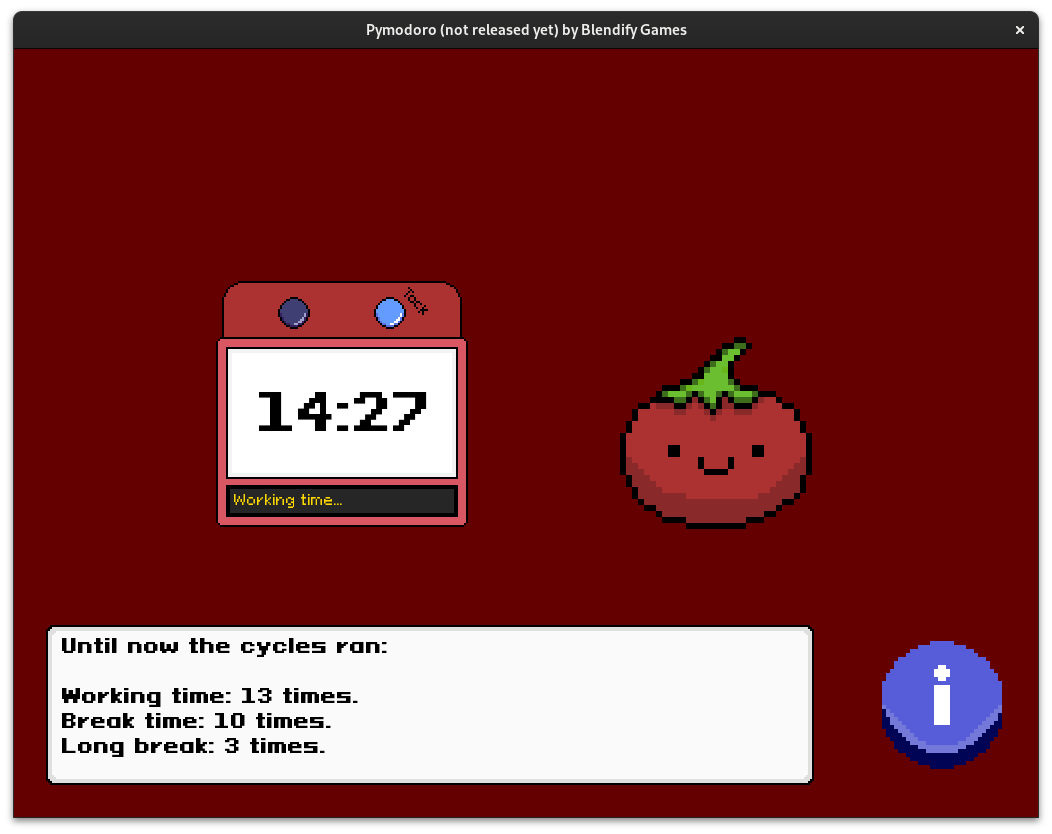 Pymodoro (not released yet) by Blendify Games
Tock
14:27
Working time...
Until now the cycles ran:
Working time: 13 times.
Break time: 10 times.
Long break: 3 times.
i